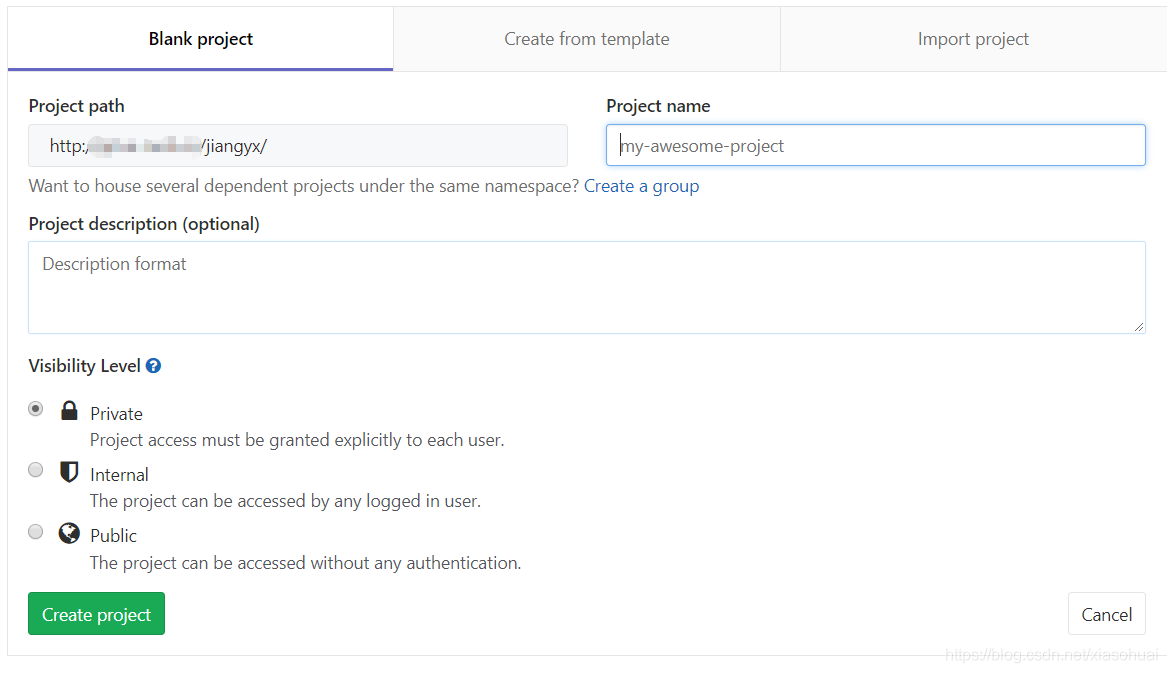 Blank project
Create from template
Import project
Project path
Project name
http:/ /jiangyx/
my-awesome-project
Want to house several dependent projects under the same namespace? Create a group
Project description (optional)
Description format
Visibility Level ?
Private
Project access must be granted explicitly to each user.
Internal
The project can be accessed by any logged in user.
Public
The project can be accessed without any authentication.
Create project
Cancel
https://blog.csdn.net/xiasohuai